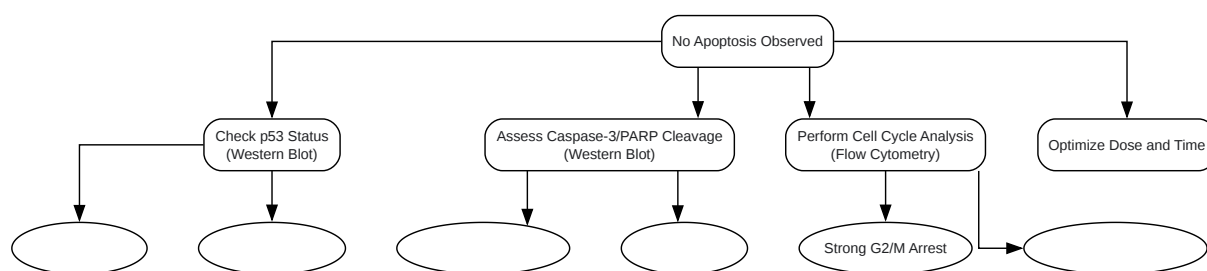 No Apoptosis Observed
Check p53 Status
(Western Blot)
Assess Caspase-3/PARP Cleavage
(Western Blot)
Perform Cell Cycle Analysis
(Flow Cytometry)
Optimize Dose and Time
Strong G2/M Arrest